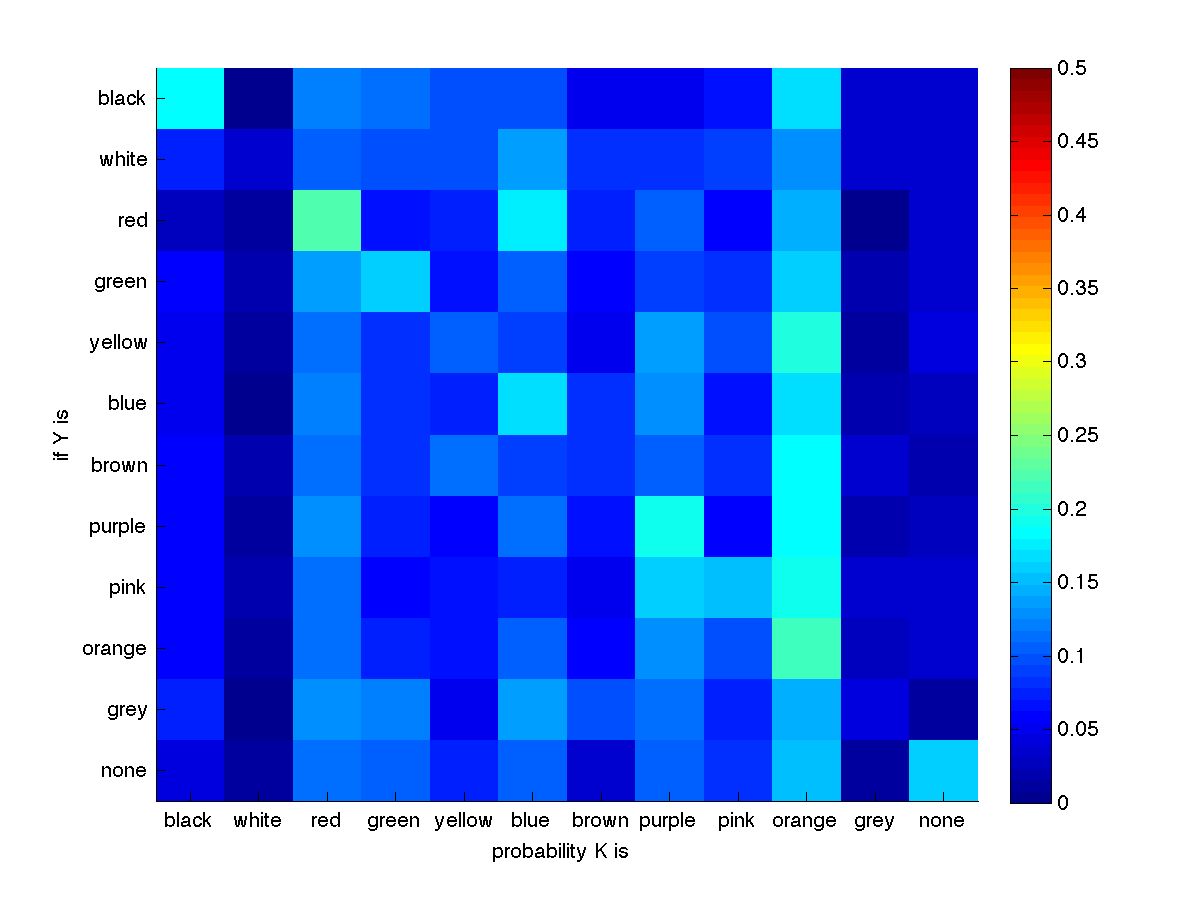 black
white
red
green
yellow
blue
brown
purple
pink
orange
grey
none
if Y is
black white red green yellow blue brown purple pink orange grey none
probability K is
0.5
0.45
0.4
0.35
0.3
0.25
0.2
0.15
0.1
0.05
0